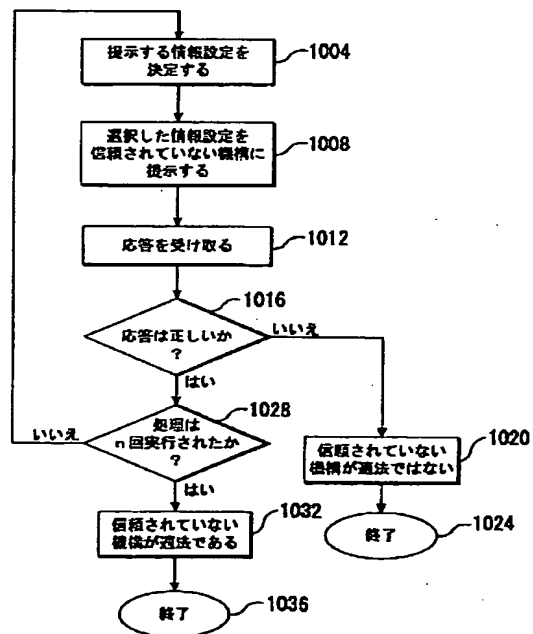 提示する情報設定を
決定する
1004
選択した情報設定を
信頼されていない機構に
提示する
1008
応答を受け取る
1012
1016
応答は正しいか
?
いいえ
はい
1028
処理は
n回実行されたか
?
いいえ
はい
信頼されていない
機構が適法ではない
1020
信頼されていない
機構が適法である
1032
終了
1024
終了
1036